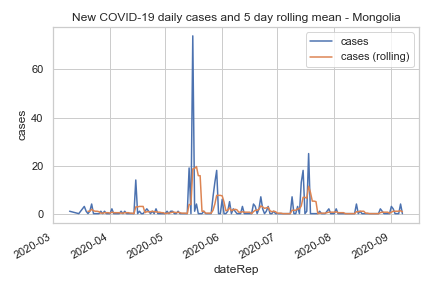 New COVID-19 daily cases and 5 day rolling mean - Mongolia
cases
cases (rolling)
cases
60
40
20
0
2020-03
2020-04
2020-05
2020-06
2020-07
2020-08
2020-09
dateRep